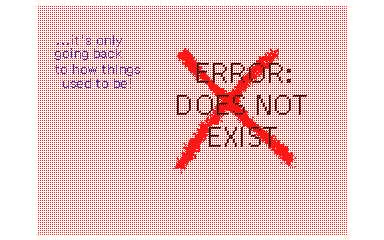 ...it's only
going back
to how things
used to be!
ERROR:
DOES NOT
EXIST